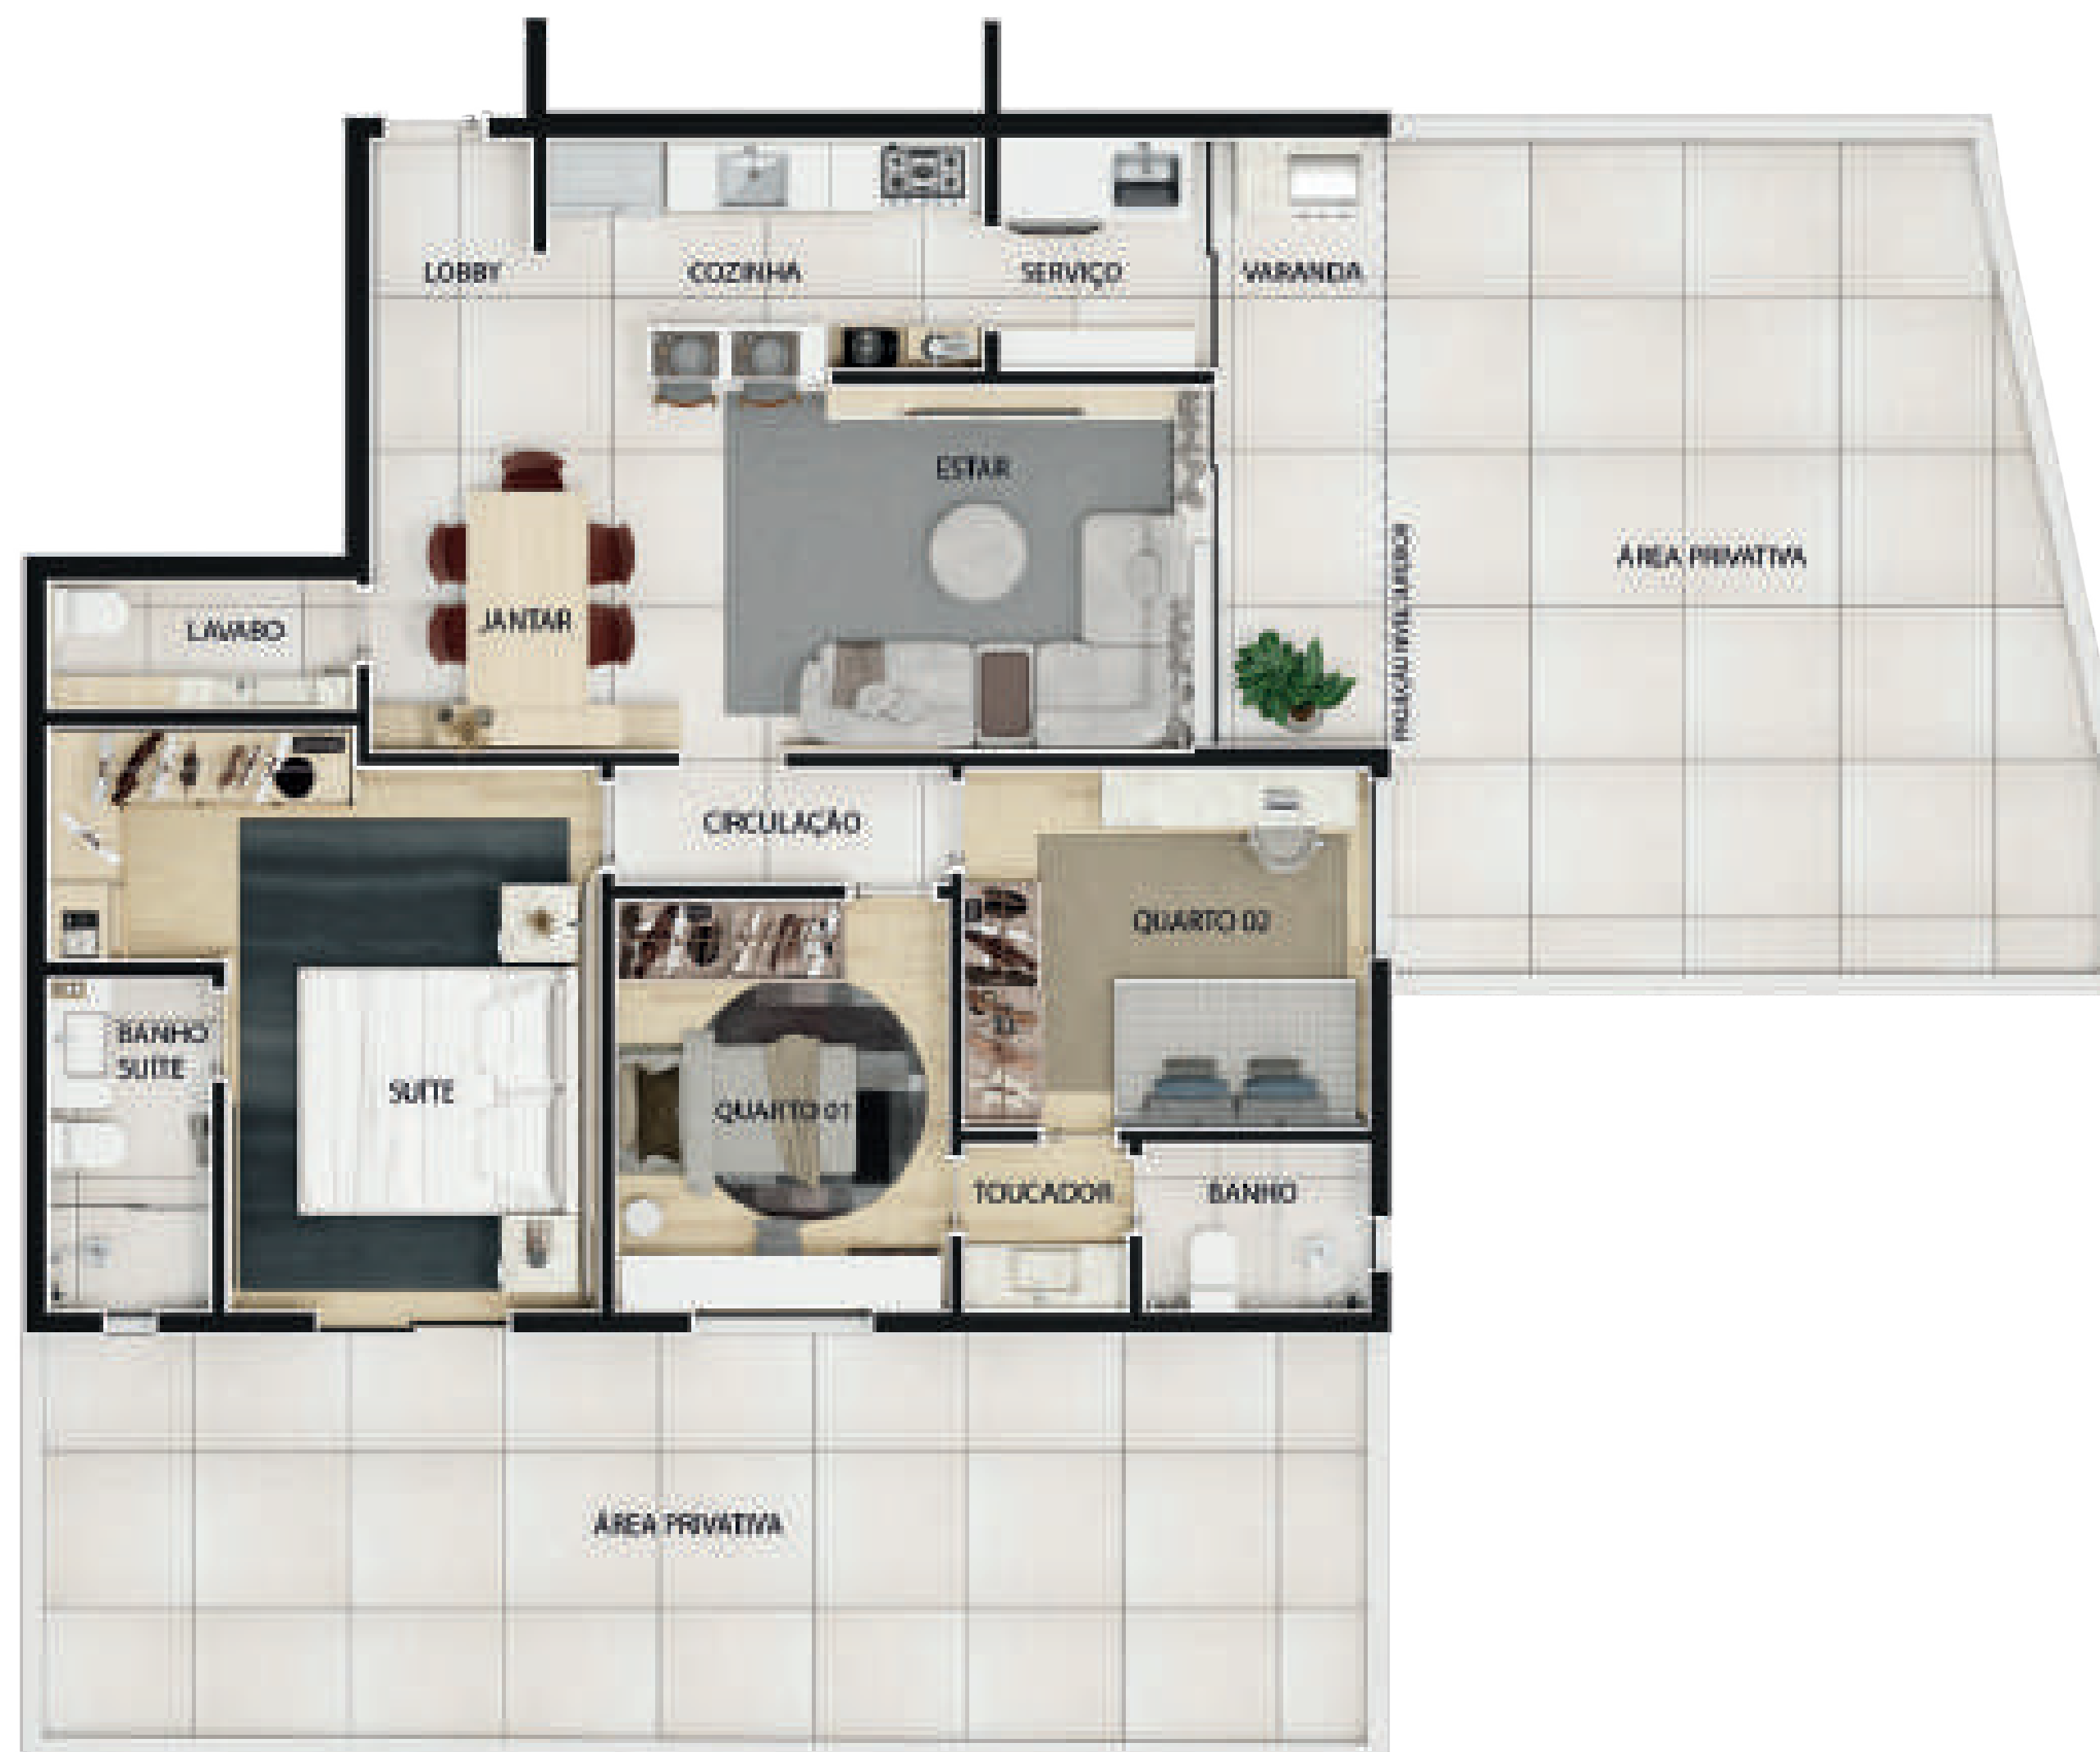 LOBBY
COZINHA
SERVIÇO
VARANDA
ESTAR
ÁREA PRIVATIVA
JANTAR
LAVABO
CIRCULAÇÃO
QUARTO 02
BANHO
SUÍTE
SUÍTE
QUARTO 01
TOUCADOR
BANHO
ÁREA PRIVATIVA